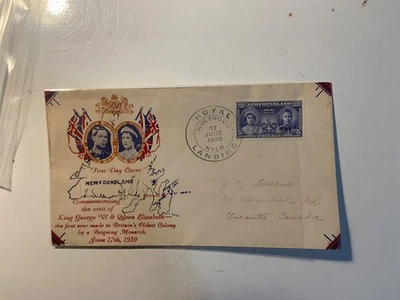 First Day Cover
NEWFOUNDLAND
Commemorating
the visit of
King George VI & Queen Elizabeth
the first ever made to Britain's Oldest Colony
by a Reigning Monarch.
June 17th, 1939
ROYAL
HOLYROOD
17
JUNE
1939
NFLD.
LANDING
NEWFOUNDLAND
Toronto Canada